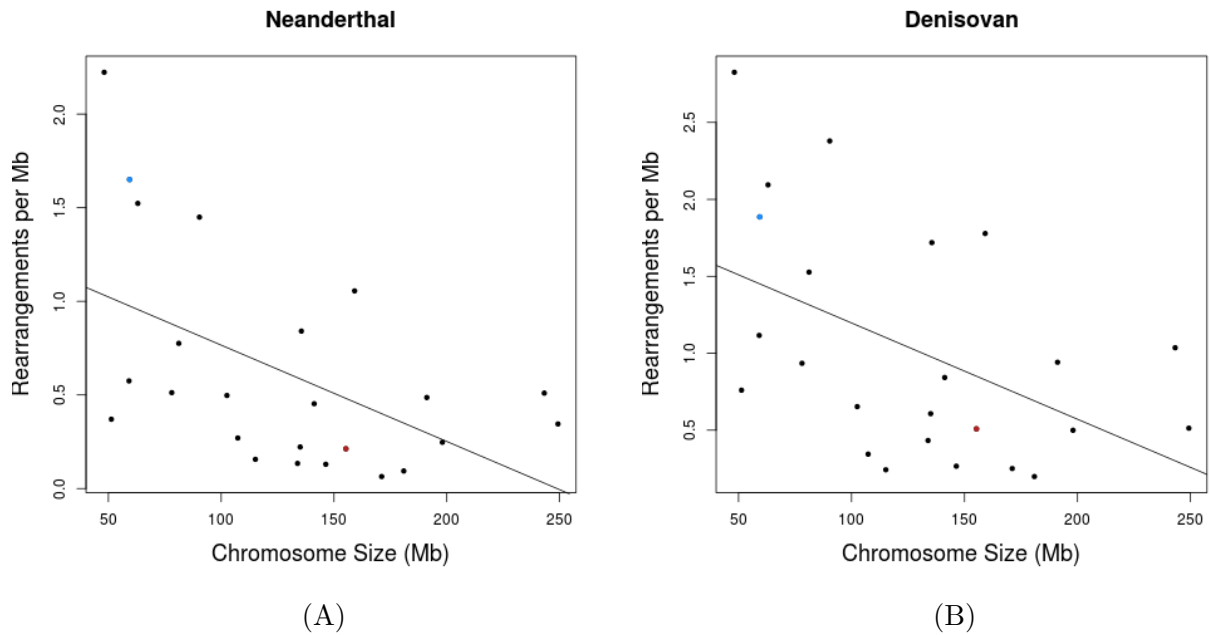 Neanderthal
Rearrangements per Mb
0.0 0.5 1.0 1.5 2.0
50 100 150 200 250
Chromosome Size (Mb)
(A)
Denisovan
Rearrangements per Mb
0.5 1.0 1.5 2.0 2.5
50 100 150 200 250
Chromosome Size (Mb)
(B)